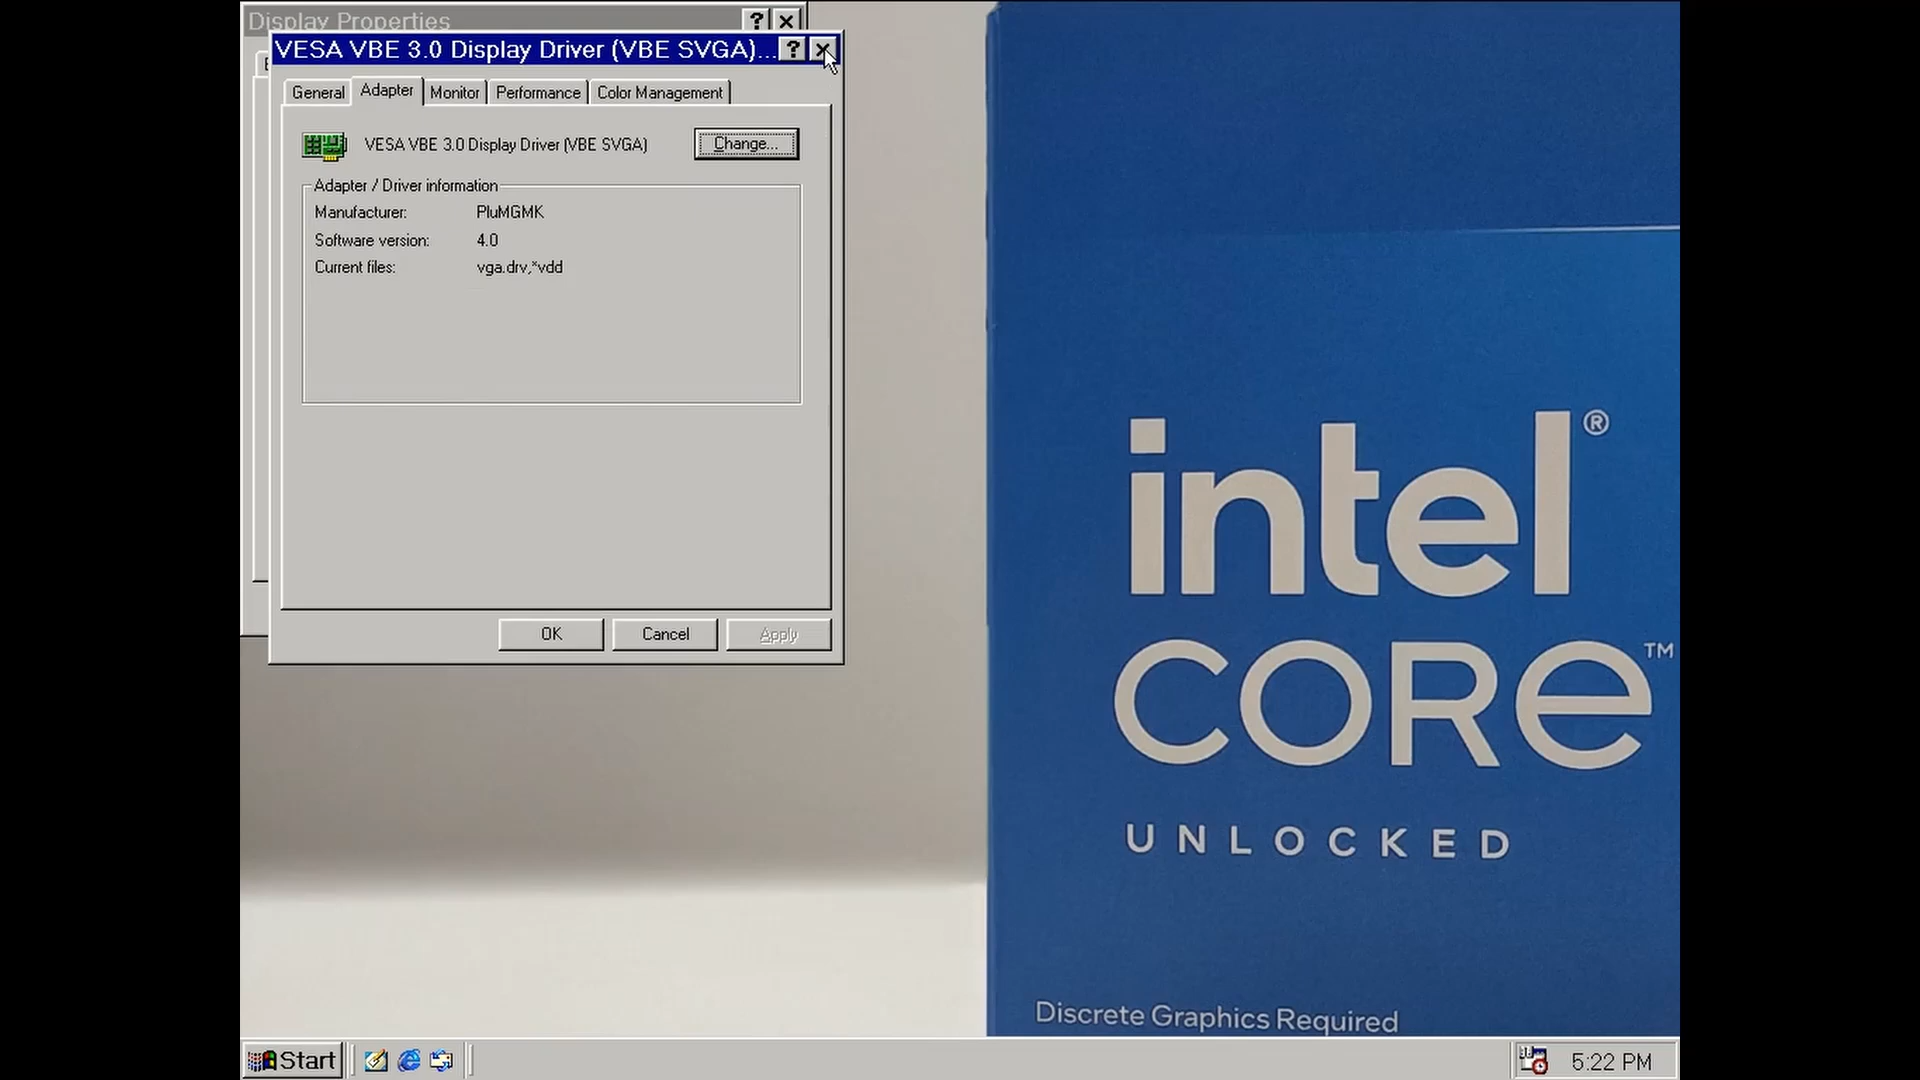 Display Properties
VESA VBE 3.0 Display Driver (VBE SVGA)...
General Adapter Monitor Performance Color Management
VESA VBE 3.0 Display Driver (VBE SVGA)
Change...
Adapter / Driver information
Manufacturer: PluMGMK
Software version: 4.0
Current files: vga.drv,*vdd
OK Cancel Apply
intel®
CORE™
UNLOCKED
Discrete Graphics Required
Start
5:22 PM